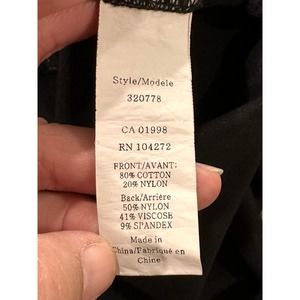 Style/Modele
320778
CA 01998
RN 104272
FRONT/AVANT:
80% COTTON
20% NYLON
Back/Arrière
50% NYLON
41% VISCOSE
9% SPANDEX
Made in
China/Fabriqué en
Chine